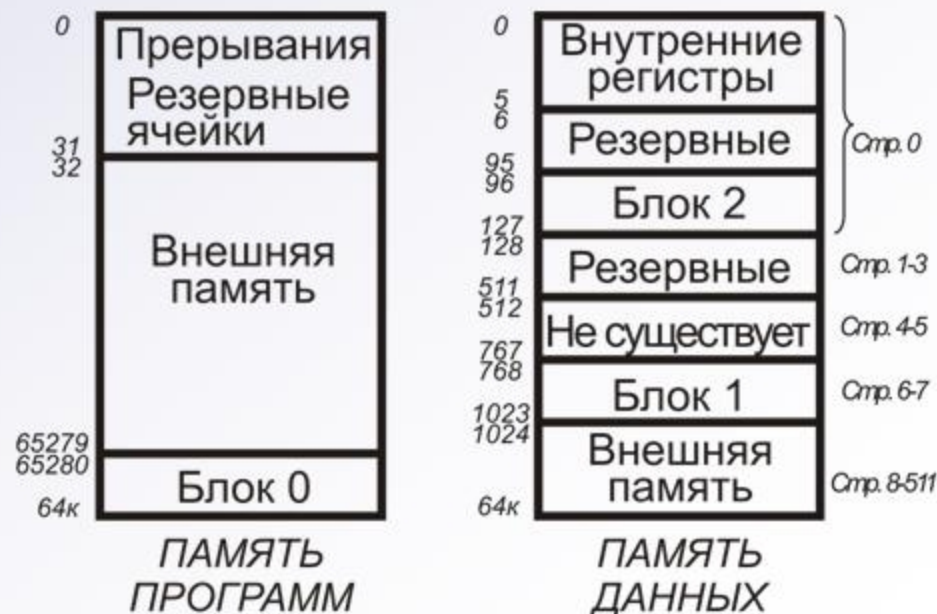 0
Прерывания
Резервные
ячейки
31
32
Внешняя
память
65279
65280
Блок 0
64к
ПАМЯТЬ
ПРОГРАММ
0
Внутренние
регистры
5
6
Резервные
95
96
Блок 2
127
Стр. 0
128
Резервные
Стр. 1-3
511
512
Не существует
Стр. 4-5
767
768
Блок 1
Стр. 6-7
1023
1024
Внешняя
память
Стр. 8-511
64к
ПАМЯТЬ
ДАННЫХ